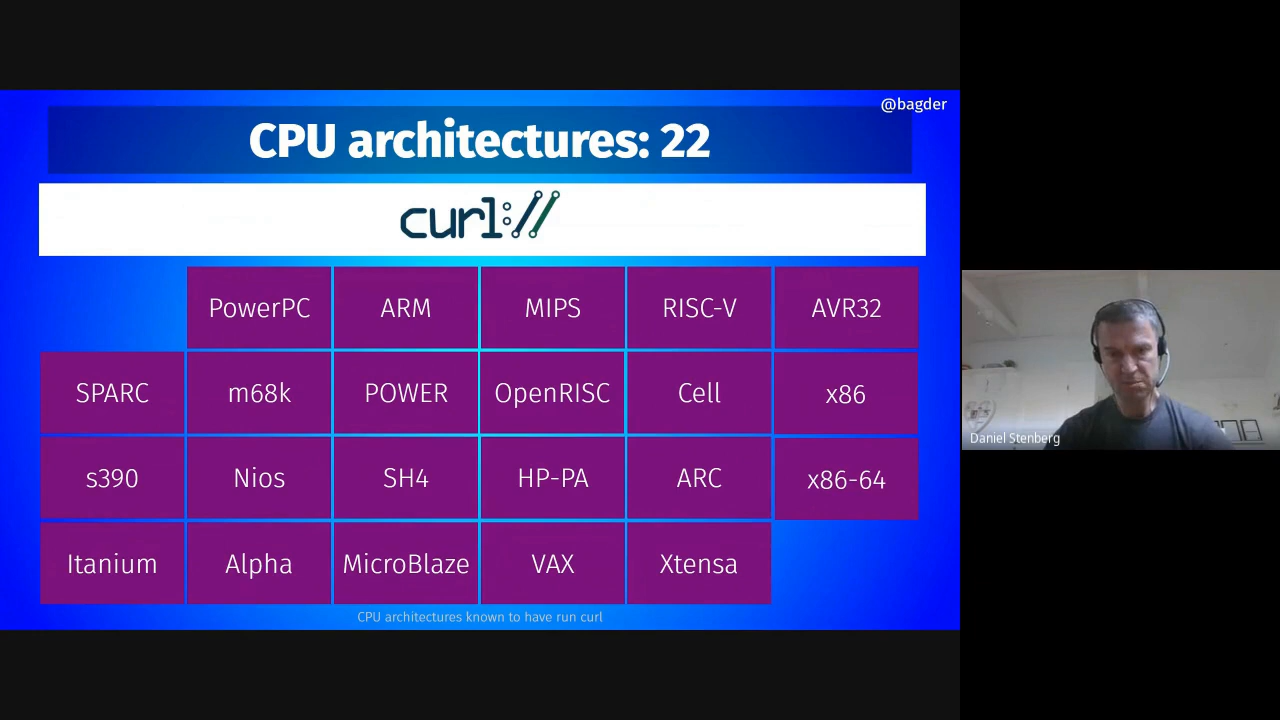 @bagder
CPU architectures: 22
curl://
PowerPC ARM MIPS RISC-V AVR32
SPARC m68k POWER OpenRISC Cell x86
s390 Nios SH4 HP-PA ARC x86-64
Itanium Alpha MicroBlaze VAX Xtensa
CPU architectures known to have run curl
Daniel Stenberg